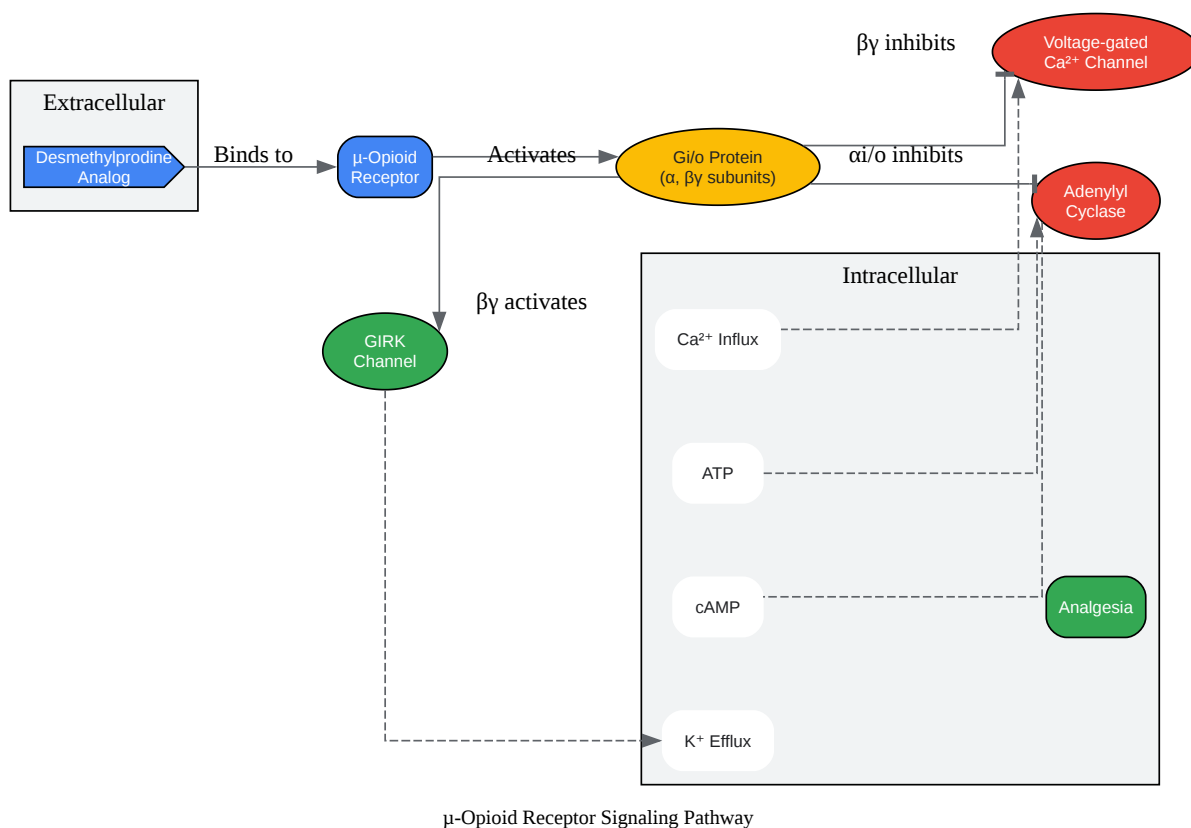 βγ inhibits
Voltage-gated
Ca²⁺ Channel
Extracellular
Desmethylprodine
Analog
Binds to
µ-Opioid
Receptor
Activates
Gi/o Protein
(α, βγ subunits)
αi/o inhibits
Adenylyl
Cyclase
Intracellular
βγ activates
GIRK
Channel
Ca²⁺ Influx
ATP
cAMP
Analgesia
K⁺ Efflux
µ-Opioid Receptor Signaling Pathway